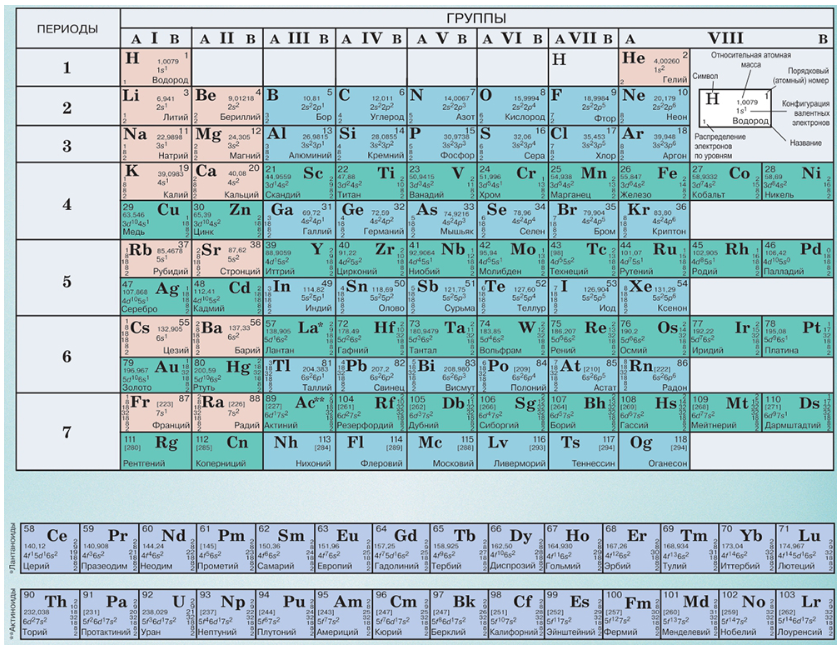 ПЕРИОДЫ
ГРУППЫ
А I В
А II В
А III В
А IV В
А V В
А VI В
А VII В
А VIII В
1
H 1
1,0079
1s1
Водород
H
He 2
4,00260
1s2
Гелий
Относительная атомная масса
Символ
Порядковый (атомный) номер
H 1
1,0079
1s1
Водород
Конфигурация валентных электронов
Распределение электронов по уровням
Название
2
Li 3
6,941
2s1
Литий
Be 4
9,01218
2s2
Бериллий
B 5
10,81
2s22p1
Бор
C 6
12,011
2s22p2
Углерод
N 7
14,0067
2s22p3
Азот
O 8
15,9994
2s22p4
Кислород
F 9
18,9984
2s22p5
Фтор
Ne 10
20,179
2s22p6
Неон
3
Na 11
22,9898
3s1
Натрий
Mg 12
24,305
3s2
Магний
Al 13
26,9815
3s23p1
Алюминий
Si 14
28,0855
3s23p2
Кремний
P 15
30,9738
3s23p3
Фосфор
S 16
32,06
3s23p4
Сера
Cl 17
35,453
3s23p5
Хлор
Ar 18
39,948
3s23p6
Аргон
4
K 19
39,0983
4s1
Калий
Ca 20
40,08
4s2
Кальций
21 Sc
44,9559
3d14s2
Скандий
22 Ti
47,88
3d24s2
Титан
23 V
50,9415
3d34s2
Ванадий
24 Cr
51,996
3d54s1
Хром
25 Mn
54,938
3d54s2
Марганец
26 Fe
55,847
3d64s2
Железо
27 Co
58,9332
3d74s2
Кобальт
28 Ni
58,69
3d84s2
Никель
29 Cu
63,546
3d104s1
Медь
30 Zn
65,39
3d104s2
Цинк
Ga 31
69,72
4s24p1
Галлий
Ge 32
72,59
4s24p2
Германий
As 33
74,9216
4s24p3
Мышьяк
Se 34
78,96
4s24p4
Селен
Br 35
79,904
4s24p5
Бром
Kr 36
83,80
4s24p6
Криптон
5
Rb 37
85,4678
5s1
Рубидий
Sr 38
87,62
5s2
Стронций
39 Y
88,9059
4d15s2
Иттрий
40 Zr
91,22
4d25s2
Цирконий
41 Nb
92,9064
4d45s1
Ниобий
42 Mo
95,94
4d55s1
Молибден
43 Tc
[98]
4d55s2
Технеций
44 Ru
101,07
4d75s1
Рутений
45 Rh
102,905
4d85s1
Родий
46 Pd
106,42
4d105s0
Палладий
47 Ag
107,868
4d105s1
Серебро
48 Cd
112,41
4d105s2
Кадмий
In 49
114,82
5s25p1
Индий
Sn 50
118,69
5s25p2
Олово
Sb 51
121,75
5s25p3
Сурьма
Te 52
127,60
5s25p4
Теллур
I 53
126,904
5s25p5
Иод
Xe 54
131,29
5s25p6
Ксенон
6
Cs 55
132,905
6s1
Цезий
Ba 56
137,33
6s2
Барий
57 La*
138,905
5d16s2
Лантан
72 Hf
178,49
5d26s2
Гафний
73 Ta
180,9479
5d36s2
Тантал
74 W
183,85
5d46s2
Вольфрам
75 Re
186,207
5d56s2
Рений
76 Os
190,2
5d66s2
Осмий
77 Ir
192,22
5d76s2
Иридий
78 Pt
195,08
5d96s1
Платина
79 Au
196,967
5d106s1
Золото
80 Hg
200,59
5d106s2
Ртуть
Tl 81
204,383
6s26p1
Таллий
Pb 82
207,2
6s26p2
Свинец
Bi 83
208,980
6s26p3
Висмут
Po 84
[209]
6s26p4
Полоний
At 85
[210]
6s26p5
Астат
Rn 86
[222]
6s26p6
Радон
7
Fr 87
[223]
7s1
Франций
Ra 88
[226]
7s2
Радий
89 Ac**
[227]
6d17s2
Актиний
104 Rf
[261]
6d27s2
Резерфордий
105 Db
[262]
6d37s2
Дубний
106 Sg
[266]
6d47s2
Сиборгий
107 Bh
[264]
6d57s2
Борий
108 Hs
[269]
6d67s2
Гассий
109 Mt
[268]
6d77s2
Мейтнерий
110 Ds
[271]
Дармштадтий
111 Rg
[280]
Рентгений
112 Cn
[285]
Коперниций
Nh 113
[284]
Нихоний
Fl 114
[289]
Флеровий
Mc 115
[288]
Московий
Lv 116
[293]
Ливерморий
Ts 117
[294]
Теннессин
Og 118
[294]
Оганесон
*Лантаноиды
58 Ce
140,12
4f15d16s2
Церий
59 Pr
140,908
4f36s2
Празеодим
60 Nd
144,24
4f46s2
Неодим
61 Pm
[145]
4f56s2
Прометий
62 Sm
150,36
4f66s2
Самарий
63 Eu
151,96
4f76s2
Европий
64 Gd
157,25
4f75d16s2
Гадолиний
65 Tb
158,925
4f96s2
Тербий
66 Dy
162,50
4f106s2
Диспрозий
67 Ho
164,930
4f116s2
Гольмий
68 Er
167,26
4f126s2
Эрбий
69 Tm
168,934
4f136s2
Тулий
70 Yb
173,04
4f146s2
Иттербий
71 Lu
174,967
4f145d16s2
Лютеций
**Актиноиды
90 Th
232,038
6d27s2
Торий
91 Pa
[231]
5f26d17s2
Протактиний
92 U
238,029
5f36d17s2
Уран
93 Np
[237]
5f46d17s2
Нептуний
94 Pu
[244]
5f67s2
Плутоний
95 Am
[243]
5f77s2
Америций
96 Cm
[247]
5f76d17s2
Кюрий
97 Bk
[247]
5f97s2
Берклий
98 Cf
[251]
5f107s2
Калифорний
99 Es
[252]
5f117s2
Эйнштейний
100 Fm
[257]
5f127s2
Фермий
101 Md
[258]
5f137s2
Менделевий
102 No
[259]
5f147s2
Нобелий
103 Lr
[262]
5f146d17s2
Лоуренсий